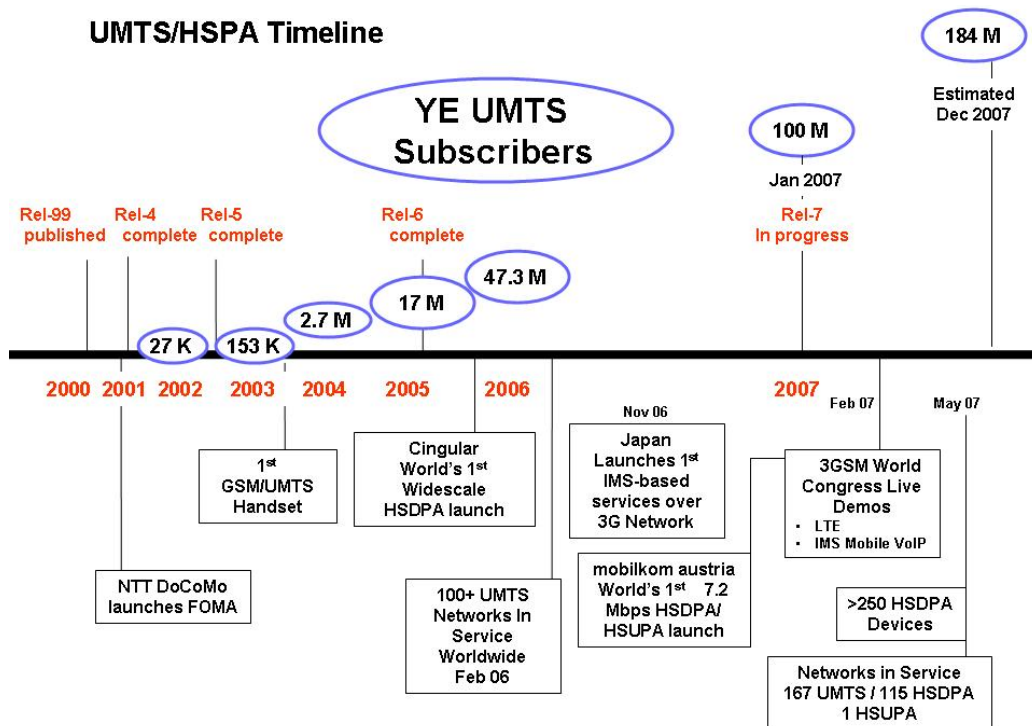 UMTS/HSPA Timeline
184 M
Estimated
Dec 2007
YE UMTS
Subscribers
100 M
Jan 2007
Rel-99
published
Rel-4
complete
Rel-5
complete
Rel-6
complete
Rel-7
In progress
27 K
153 K
2.7 M
17 M
47.3 M
2000
2001
2002
2003
2004
2005
2006
2007
Feb 07
May 07
Nov 06
1st
GSM/UMTS
Handset
Cingular
World's 1st
Widescale
HSDPA launch
Japan
Launches 1st
IMS-based
services over
3G Network
3GSM World
Congress Live
Demos
• LTE
• IMS Mobile VoIP
NTT DoCoMo
launches FOMA
100+ UMTS
Networks In
Service
Worldwide
Feb 06
mobilkom austria
World's 1st 7.2
Mbps HSDPA/
HSUPA launch
>250 HSDPA
Devices
Networks in Service
167 UMTS / 115 HSDPA
1 HSUPA